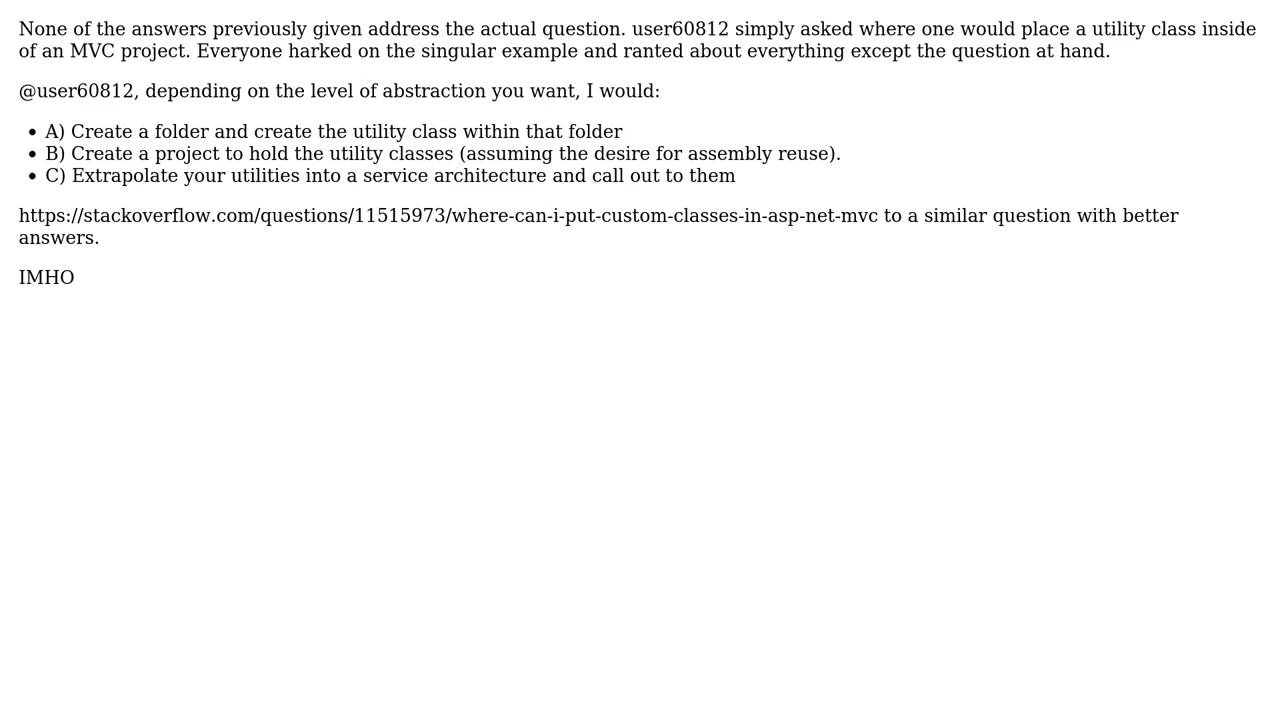 None of the answers previously given address the actual question. user60812 simply asked where one would place a utility class inside
of an MVC project. Everyone harked on the singular example and ranted about everything except the question at hand.
@user60812, depending on the level of abstraction you want, I would:
• A) Create a folder and create the utility class within that folder
• B) Create a project to hold the utility classes (assuming the desire for assembly reuse).
• C) Extrapolate your utilities into a service architecture and call out to them
https://stackoverflow.com/questions/11515973/where-can-i-put-custom-classes-in-asp-net-mvc to a similar question with better
answers.
IMHO